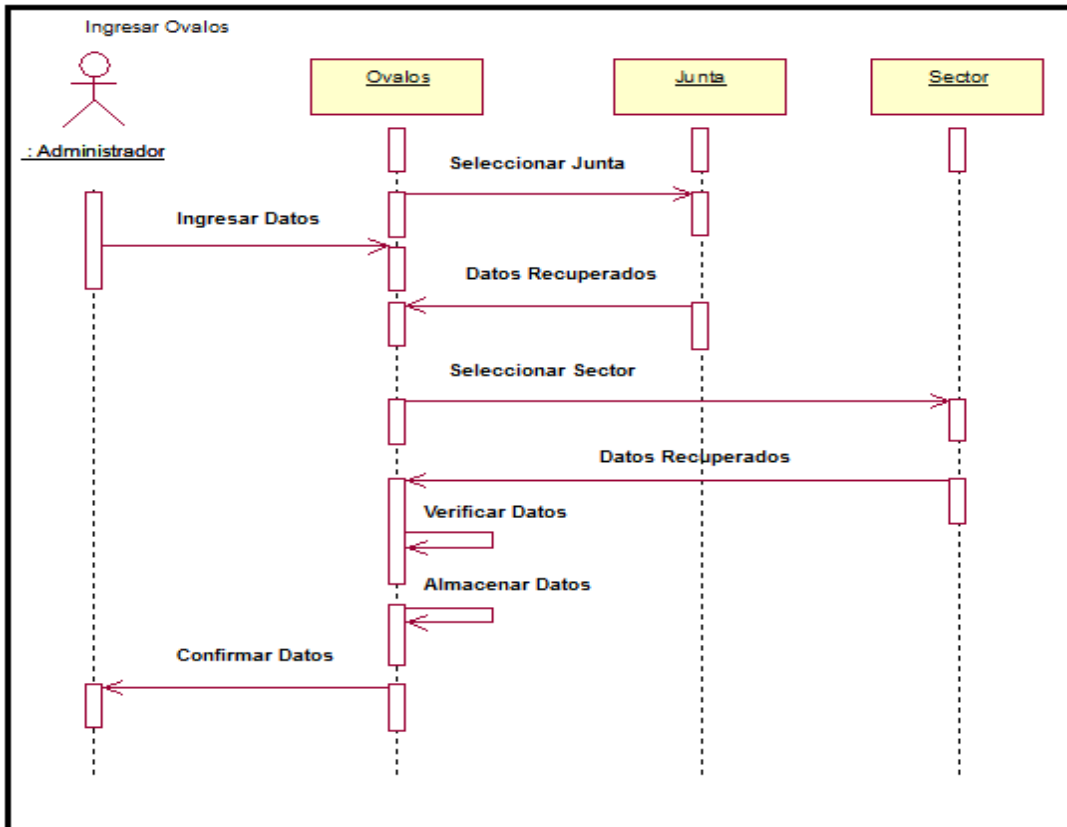 Ingresar Ovalos
Ovalos
Junta
Sector
: Administrador
Seleccionar Junta
Ingresar Datos
Datos Recuperados
Seleccionar Sector
Datos Recuperados
Verificar Datos
Almacenar Datos
Confirmar Datos